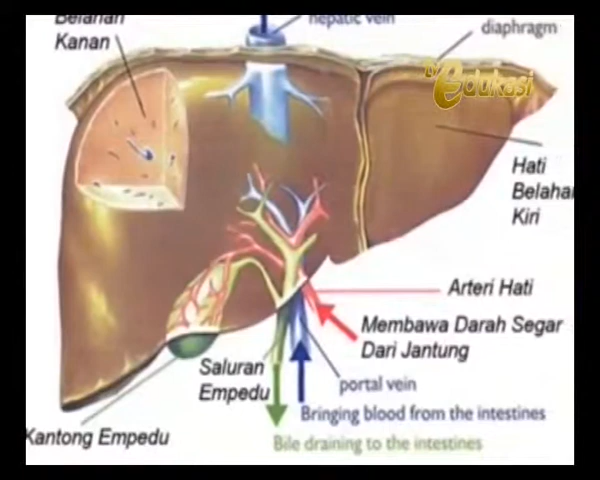 Belahan
Kanan
hepatic vein
diaphragm
edukasi
Hati
Belahan
Kiri
Arteri Hati
Membawa Darah Segar
Dari Jantung
Saluran
Empedu
portal vein
Bringing blood from the intestines
Kantong Empedu
Bile draining to the intestines